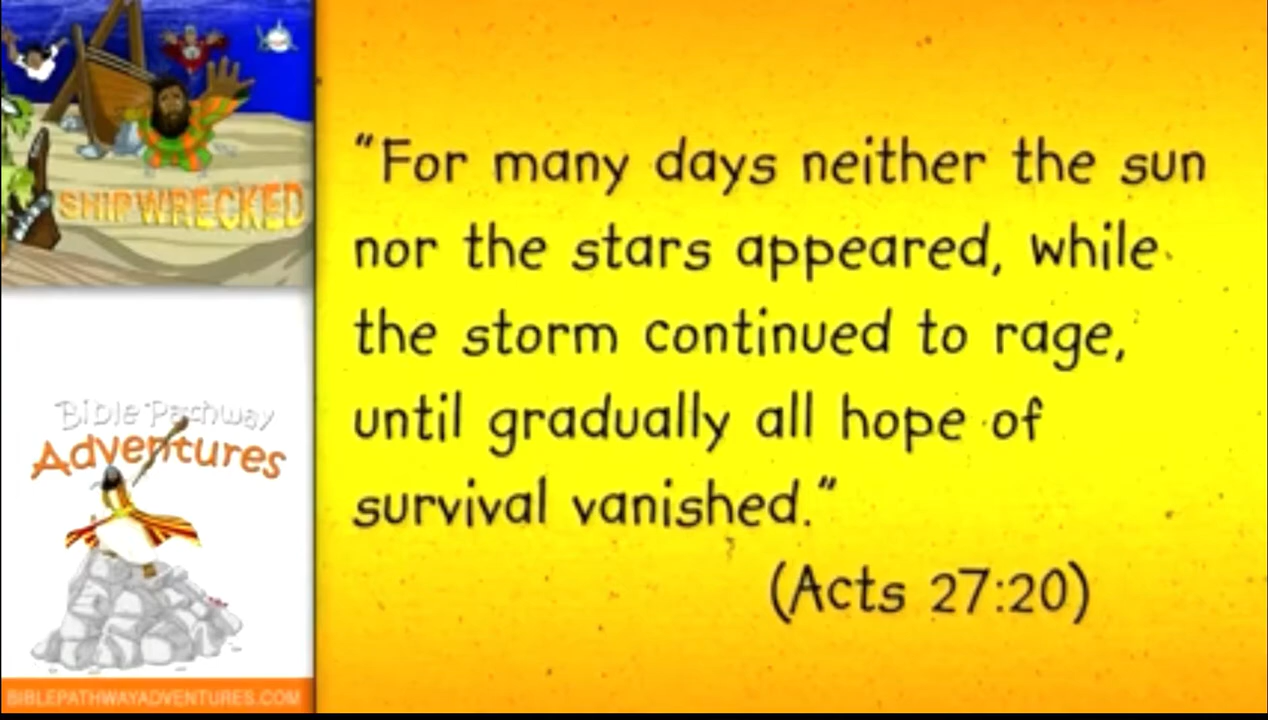 SHIPWRECKED
Bible Pathway
Adventures
BIBLEPATHWAYADVENTURES.COM
“For many days neither the sun
nor the stars appeared, while
the storm continued to rage,
until gradually all hope of
survival vanished.”
(Acts 27:20)